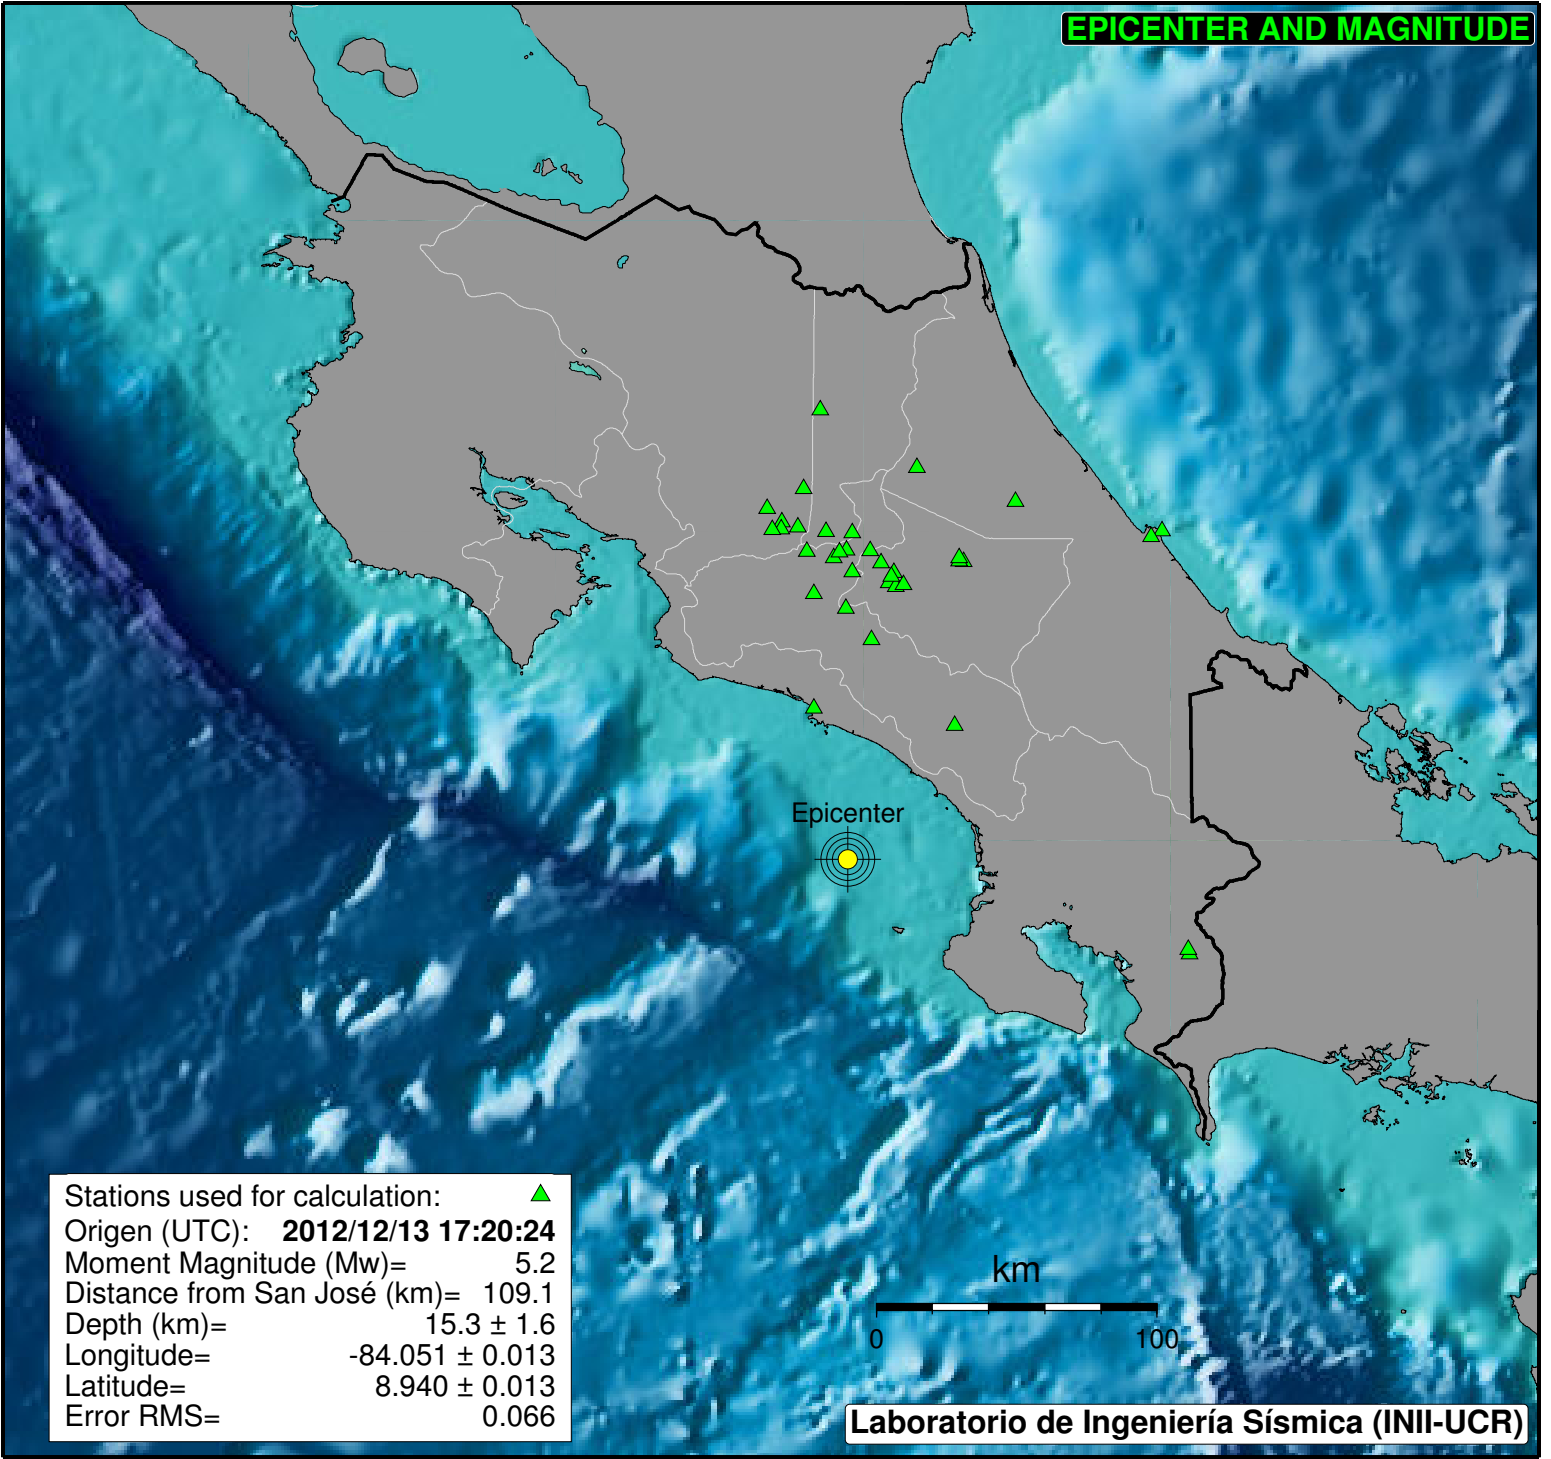 EPICENTER AND MAGNITUDE
Epicenter
Stations used for calculation:
Origen (UTC): 2012/12/13 17:20:24
Moment Magnitude (Mw)= 5.2
Distance from San José (km)= 109.1
Depth (km)= 15.3 ± 1.6
Longitude= -84.051 ± 0.013
Latitude= 8.940 ± 0.013
Error RMS= 0.066
km
0 100
Laboratorio de Ingeniería Sísmica (INII-UCR)